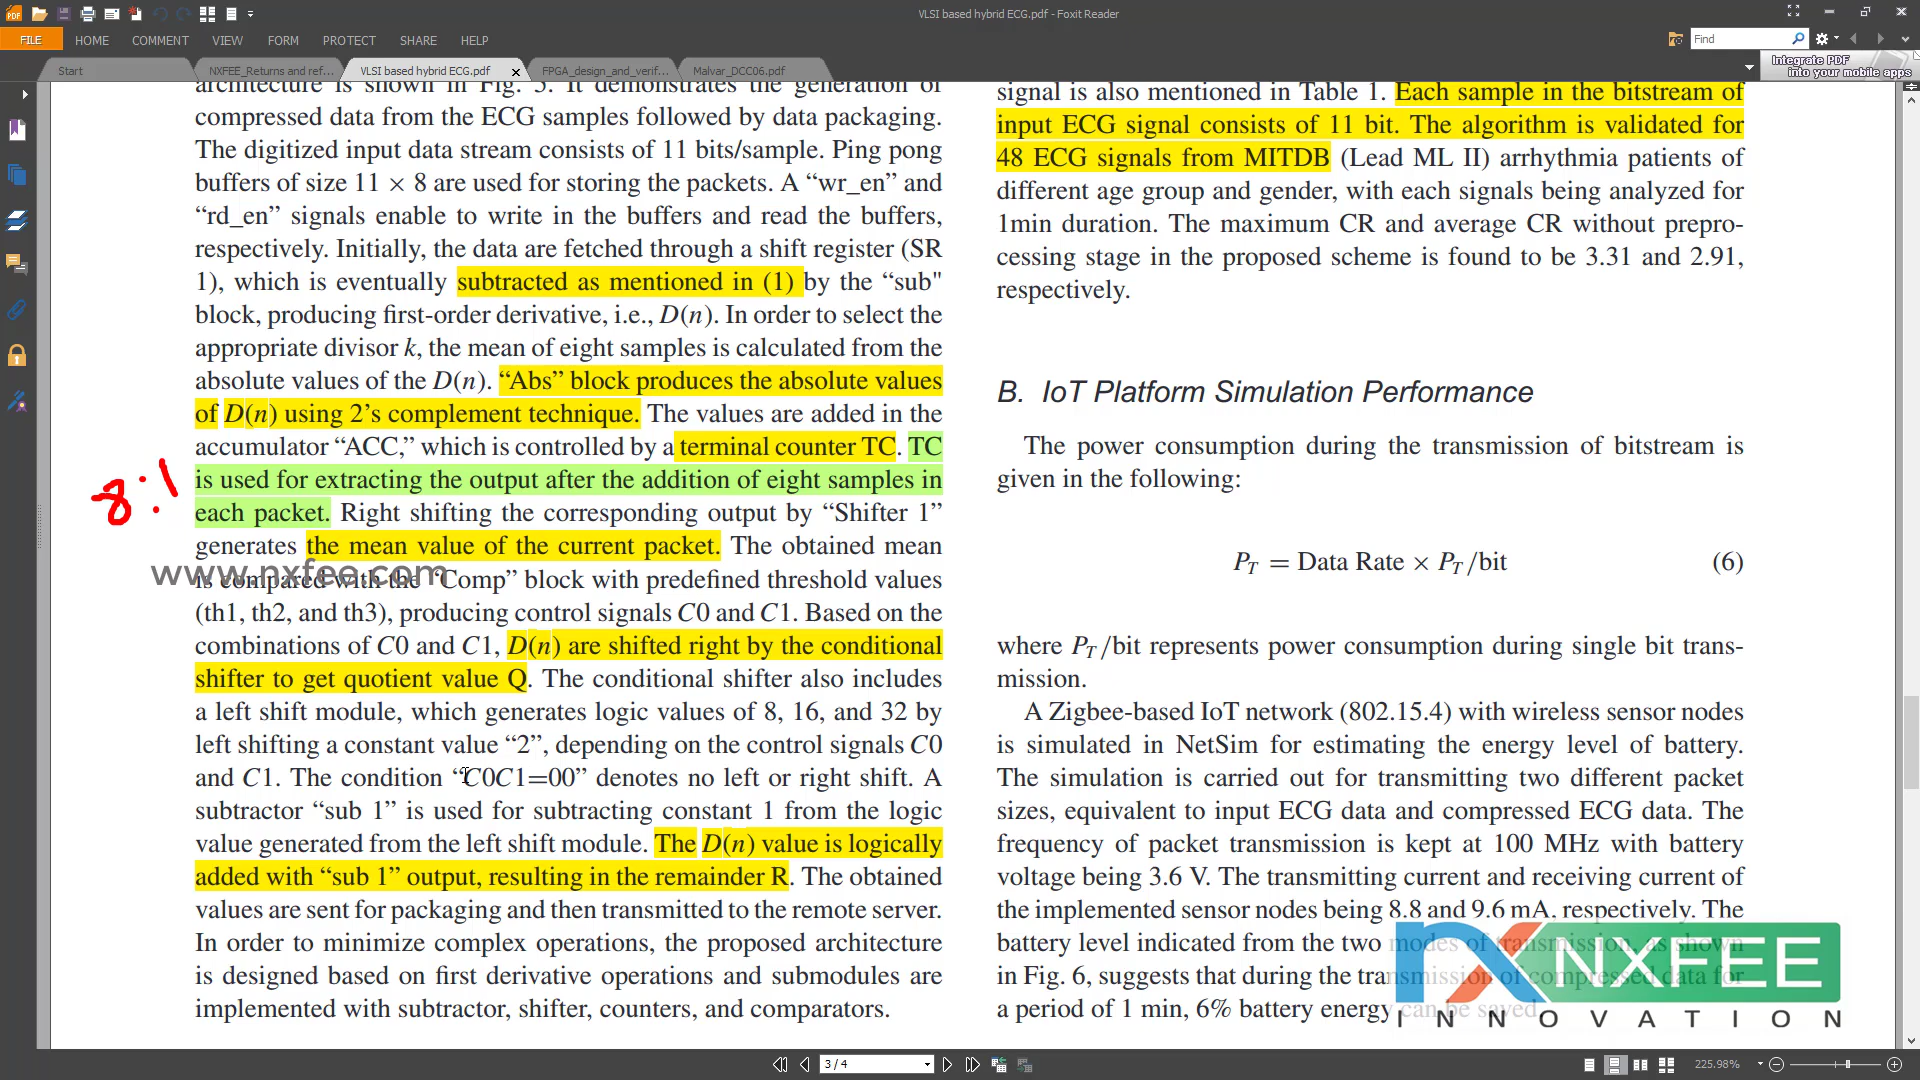 VLSI based hybrid ECG.pdf - Foxit Reader
FILE HOME COMMENT VIEW FORM PROTECT SHARE HELP
Find
Integrate PDF
into your mobile apps
Start NXFEE_Returns and ref... VLSI based hybrid ECG.pdf FPGA_design_and_verif... Malvar_DCC06.pdf
architecture is shown in Fig. 5. It demonstrates the generation of
compressed data from the ECG samples followed by data packaging.
The digitized input data stream consists of 11 bits/sample. Ping pong
buffers of size 11 × 8 are used for storing the packets. A “wr_en” and
“rd_en” signals enable to write in the buffers and read the buffers,
respectively. Initially, the data are fetched through a shift register (SR
1), which is eventually subtracted as mentioned in (1) by the “sub"
block, producing first-order derivative, i.e., D(n). In order to select the
appropriate divisor k, the mean of eight samples is calculated from the
absolute values of the D(n). “Abs” block produces the absolute values
of D(n) using 2’s complement technique. The values are added in the
accumulator “ACC,” which is controlled by a terminal counter TC. TC
is used for extracting the output after the addition of eight samples in
each packet. Right shifting the corresponding output by “Shifter 1”
generates the mean value of the current packet. The obtained mean
is compared with the “Comp” block with predefined threshold values
(th1, th2, and th3), producing control signals C0 and C1. Based on the
combinations of C0 and C1, D(n) are shifted right by the conditional
shifter to get quotient value Q. The conditional shifter also includes
a left shift module, which generates logic values of 8, 16, and 32 by
left shifting a constant value “2”, depending on the control signals C0
and C1. The condition “C0C1=00” denotes no left or right shift. A
subtractor “sub 1” is used for subtracting constant 1 from the logic
value generated from the left shift module. The D(n) value is logically
added with “sub 1” output, resulting in the remainder R. The obtained
values are sent for packaging and then transmitted to the remote server.
In order to minimize complex operations, the proposed architecture
is designed based on first derivative operations and submodules are
implemented with subtractor, shifter, counters, and comparators.
8:1
www.nxfee.com
signal is also mentioned in Table 1. Each sample in the bitstream of
input ECG signal consists of 11 bit. The algorithm is validated for
48 ECG signals from MITDB (Lead ML II) arrhythmia patients of
different age group and gender, with each signals being analyzed for
1min duration. The maximum CR and average CR without prepro-
cessing stage in the proposed scheme is found to be 3.31 and 2.91,
respectively.
B. IoT Platform Simulation Performance
The power consumption during the transmission of bitstream is
given in the following:
P_T = Data Rate × P_T/bit (6)
where P_T/bit represents power consumption during single bit trans-
mission.
A Zigbee-based IoT network (802.15.4) with wireless sensor nodes
is simulated in NetSim for estimating the energy level of battery.
The simulation is carried out for transmitting two different packet
sizes, equivalent to input ECG data and compressed ECG data. The
frequency of packet transmission is kept at 100 MHz with battery
voltage being 3.6 V. The transmitting current and receiving current of
the implemented sensor nodes being 8.8 and 9.6 mA, respectively. The
battery level indicated from the two modes of transmission, as shown
in Fig. 6, suggests that during the transmission of compressed data for
a period of 1 min, 6% battery energy can be saved.
NXFEE
INNOVATION
3 / 4
225.98%